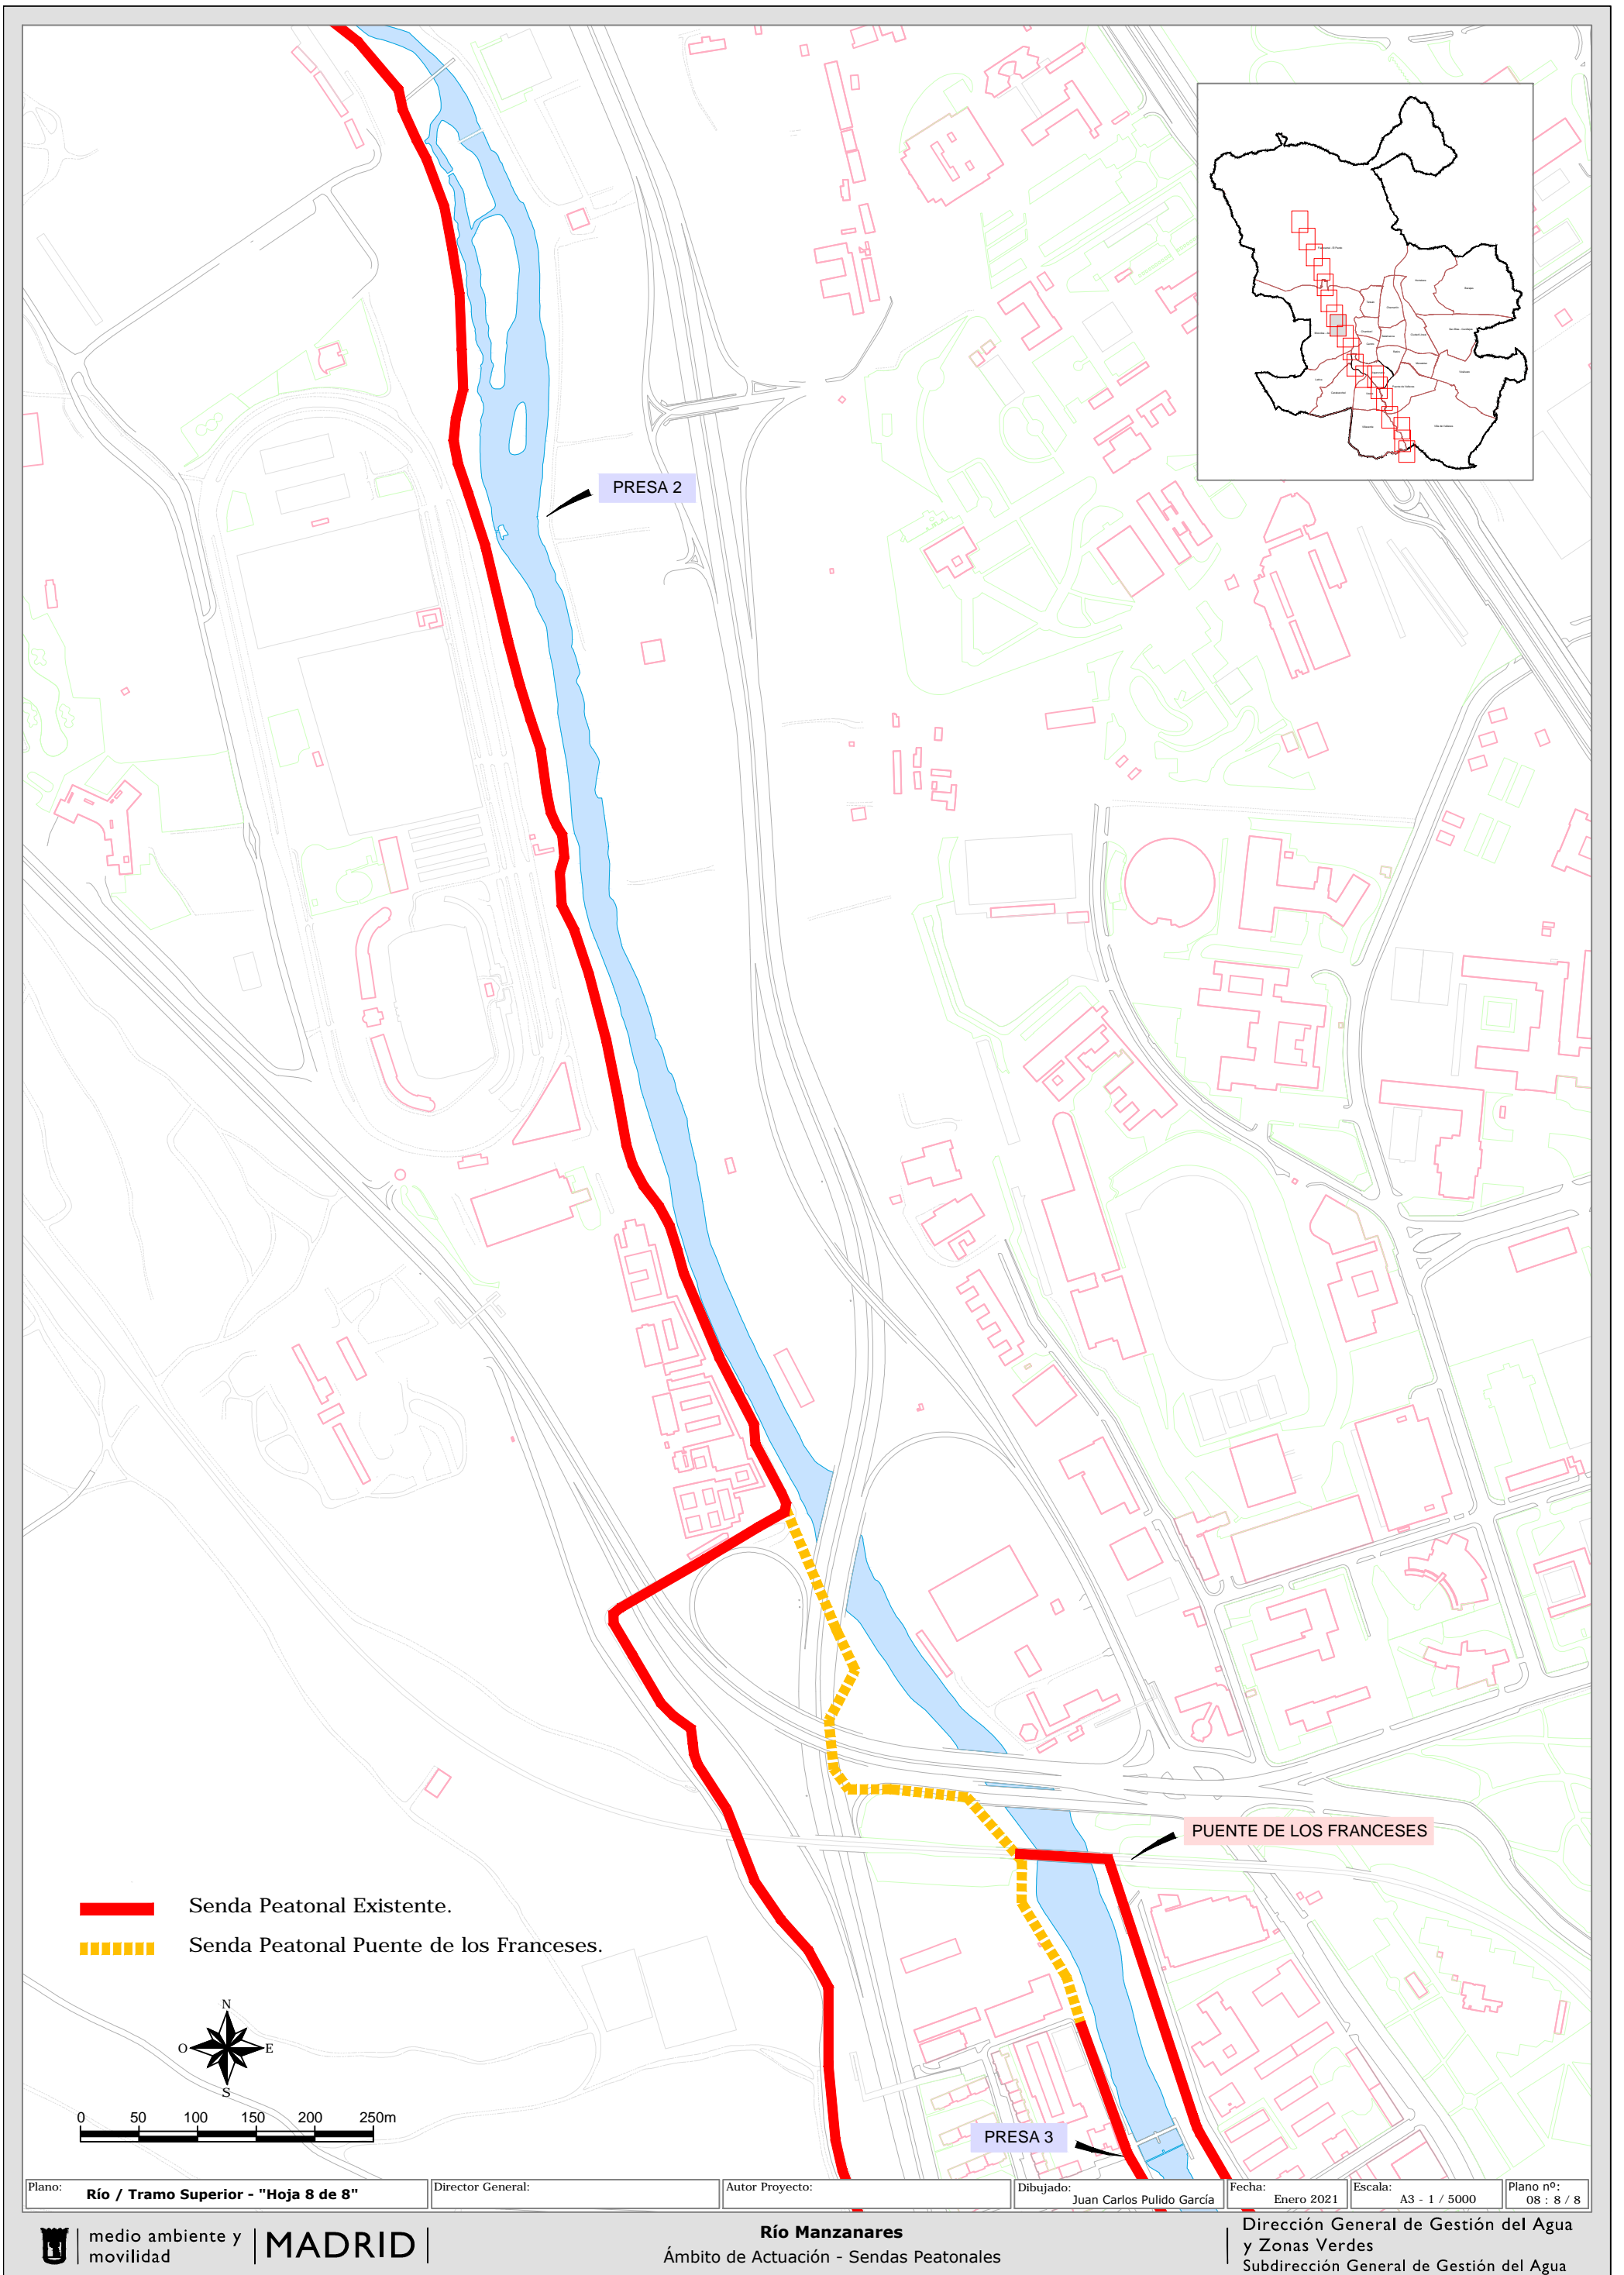 PRESA 2
PUENTE DE LOS FRANCESES
Senda Peatonal Existente.
Senda Peatonal Puente de los Franceses.
N
O
E
S
0 50 100 150 200 250m
PRESA 3
Plano:
Río / Tramo Superior - "Hoja 8 de 8"
Director General:
Autor Proyecto:
Dibujado:
Juan Carlos Pulido García
Fecha:
Enero 2021
Escala:
A3 - 1 / 5000
Plano nº:
08 : 8 / 8
medio ambiente y
movilidad
MADRID
Río Manzanares
Ámbito de Actuación - Sendas Peatonales
Dirección General de Gestión del Agua
y Zonas Verdes
Subdirección General de Gestión del Agua